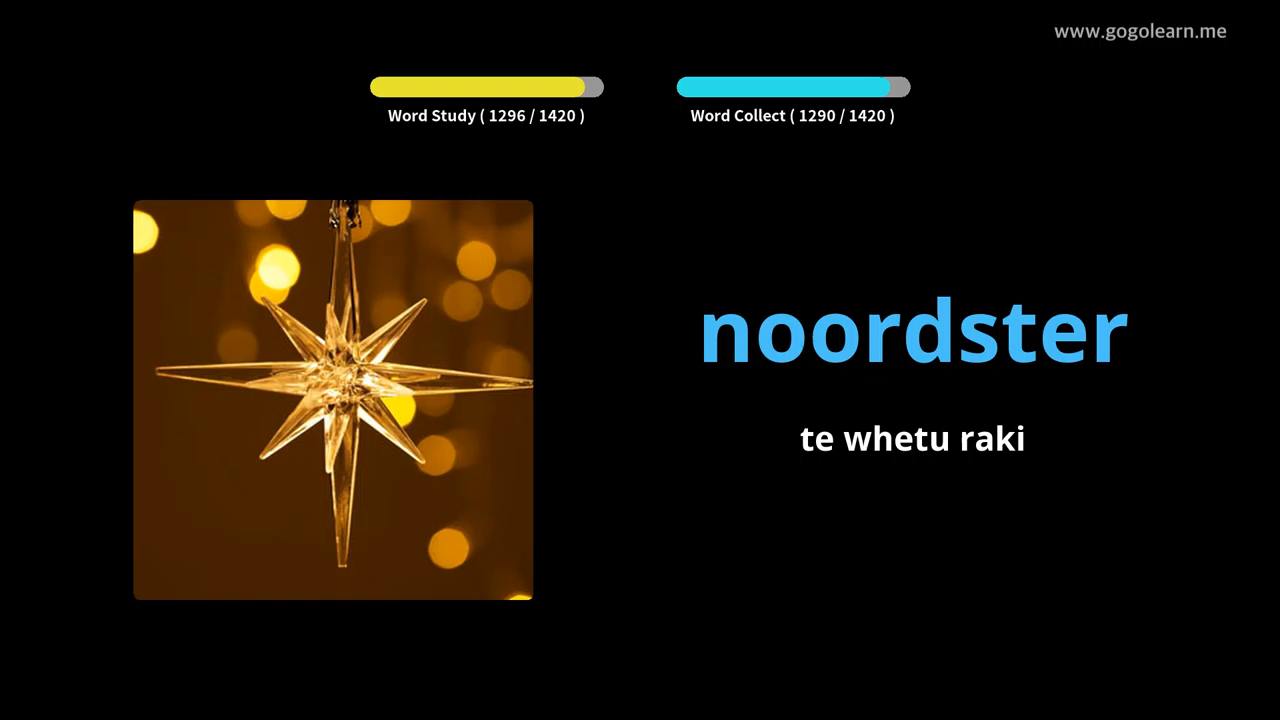 www.gogolearn.me
Word Study ( 1296 / 1420 )
Word Collect ( 1290 / 1420 )
noordster
te whetu raki